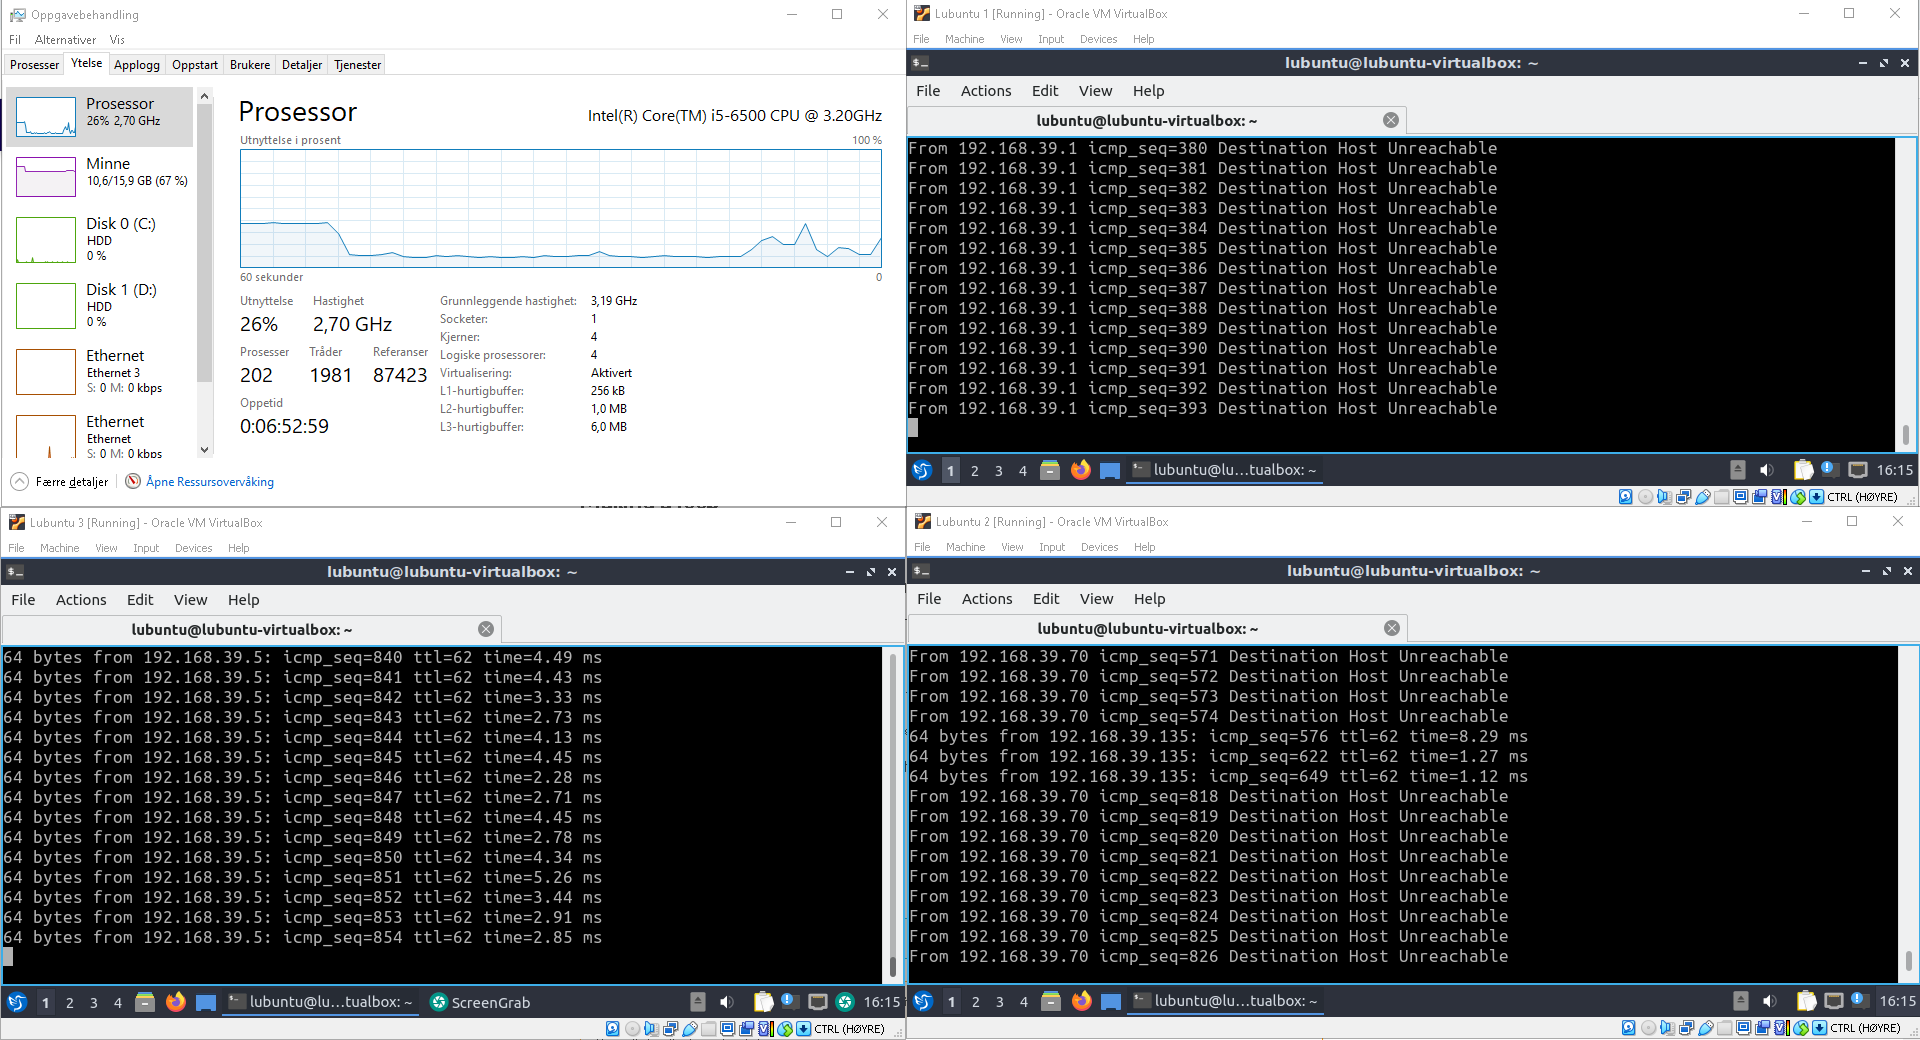 Oppgavebehandling
Fil Alternativer Vis
Prosesser Ytelse Applogg Oppstart Brukere Detaljer Tjenester
Prosessor
26% 2,70 GHz
Minne
10,6/15,9 GB (67 %)
Disk 0 (C:)
HDD
0 %
Disk 1 (D:)
HDD
0 %
Ethernet
Ethernet 3
S: 0 M: 0 kbps
Ethernet
Ethernet
S: 0 M: 0 kbps
Prosessor Intel(R) Core(TM) i5-6500 CPU @ 3.20GHz
Utnyttelse i prosent 100 %
60 sekunder 0
Utnyttelse Hastighet
26% 2,70 GHz
Prosesser Tråder Referanser
202 1981 87423
Oppetid
0:06:52:59
Grunnleggende hastighet: 3,19 GHz
Socketer: 1
Kjerner: 4
Logiske prosessorer: 4
Virtualisering: Aktivert
L1-hurtigbuffer: 256 kB
L2-hurtigbuffer: 1,0 MB
L3-hurtigbuffer: 6,0 MB
Færre detaljer Åpne Ressursovervåking
Lubuntu 1 [Running] - Oracle VM VirtualBox
File Machine View Input Devices Help
lubuntu@lubuntu-virtualbox: ~
File Actions Edit View Help
lubuntu@lubuntu-virtualbox: ~
From 192.168.39.1 icmp_seq=380 Destination Host Unreachable
From 192.168.39.1 icmp_seq=381 Destination Host Unreachable
From 192.168.39.1 icmp_seq=382 Destination Host Unreachable
From 192.168.39.1 icmp_seq=383 Destination Host Unreachable
From 192.168.39.1 icmp_seq=384 Destination Host Unreachable
From 192.168.39.1 icmp_seq=385 Destination Host Unreachable
From 192.168.39.1 icmp_seq=386 Destination Host Unreachable
From 192.168.39.1 icmp_seq=387 Destination Host Unreachable
From 192.168.39.1 icmp_seq=388 Destination Host Unreachable
From 192.168.39.1 icmp_seq=389 Destination Host Unreachable
From 192.168.39.1 icmp_seq=390 Destination Host Unreachable
From 192.168.39.1 icmp_seq=391 Destination Host Unreachable
From 192.168.39.1 icmp_seq=392 Destination Host Unreachable
From 192.168.39.1 icmp_seq=393 Destination Host Unreachable
1 2 3 4 lubuntu@lu…tualbox: ~ 16:15
CTRL (HØYRE)
Lubuntu 3 [Running] - Oracle VM VirtualBox
File Machine View Input Devices Help
lubuntu@lubuntu-virtualbox: ~
File Actions Edit View Help
lubuntu@lubuntu-virtualbox: ~
64 bytes from 192.168.39.5: icmp_seq=840 ttl=62 time=4.49 ms
64 bytes from 192.168.39.5: icmp_seq=841 ttl=62 time=4.43 ms
64 bytes from 192.168.39.5: icmp_seq=842 ttl=62 time=3.33 ms
64 bytes from 192.168.39.5: icmp_seq=843 ttl=62 time=2.73 ms
64 bytes from 192.168.39.5: icmp_seq=844 ttl=62 time=4.13 ms
64 bytes from 192.168.39.5: icmp_seq=845 ttl=62 time=4.45 ms
64 bytes from 192.168.39.5: icmp_seq=846 ttl=62 time=2.28 ms
64 bytes from 192.168.39.5: icmp_seq=847 ttl=62 time=2.71 ms
64 bytes from 192.168.39.5: icmp_seq=848 ttl=62 time=4.45 ms
64 bytes from 192.168.39.5: icmp_seq=849 ttl=62 time=2.78 ms
64 bytes from 192.168.39.5: icmp_seq=850 ttl=62 time=4.34 ms
64 bytes from 192.168.39.5: icmp_seq=851 ttl=62 time=5.26 ms
64 bytes from 192.168.39.5: icmp_seq=852 ttl=62 time=3.44 ms
64 bytes from 192.168.39.5: icmp_seq=853 ttl=62 time=2.91 ms
64 bytes from 192.168.39.5: icmp_seq=854 ttl=62 time=2.85 ms
1 2 3 4 lubuntu@lu…tualbox: ~ ScreenGrab 16:15
CTRL (HØYRE)
Lubuntu 2 [Running] - Oracle VM VirtualBox
File Machine View Input Devices Help
lubuntu@lubuntu-virtualbox: ~
File Actions Edit View Help
lubuntu@lubuntu-virtualbox: ~
From 192.168.39.70 icmp_seq=571 Destination Host Unreachable
From 192.168.39.70 icmp_seq=572 Destination Host Unreachable
From 192.168.39.70 icmp_seq=573 Destination Host Unreachable
From 192.168.39.70 icmp_seq=574 Destination Host Unreachable
64 bytes from 192.168.39.135: icmp_seq=576 ttl=62 time=8.29 ms
64 bytes from 192.168.39.135: icmp_seq=622 ttl=62 time=1.27 ms
64 bytes from 192.168.39.135: icmp_seq=649 ttl=62 time=1.12 ms
From 192.168.39.70 icmp_seq=818 Destination Host Unreachable
From 192.168.39.70 icmp_seq=819 Destination Host Unreachable
From 192.168.39.70 icmp_seq=820 Destination Host Unreachable
From 192.168.39.70 icmp_seq=821 Destination Host Unreachable
From 192.168.39.70 icmp_seq=822 Destination Host Unreachable
From 192.168.39.70 icmp_seq=823 Destination Host Unreachable
From 192.168.39.70 icmp_seq=824 Destination Host Unreachable
From 192.168.39.70 icmp_seq=825 Destination Host Unreachable
From 192.168.39.70 icmp_seq=826 Destination Host Unreachable
1 2 3 4 lubuntu@lu…tualbox: ~ 16:15
CTRL (HØYRE)